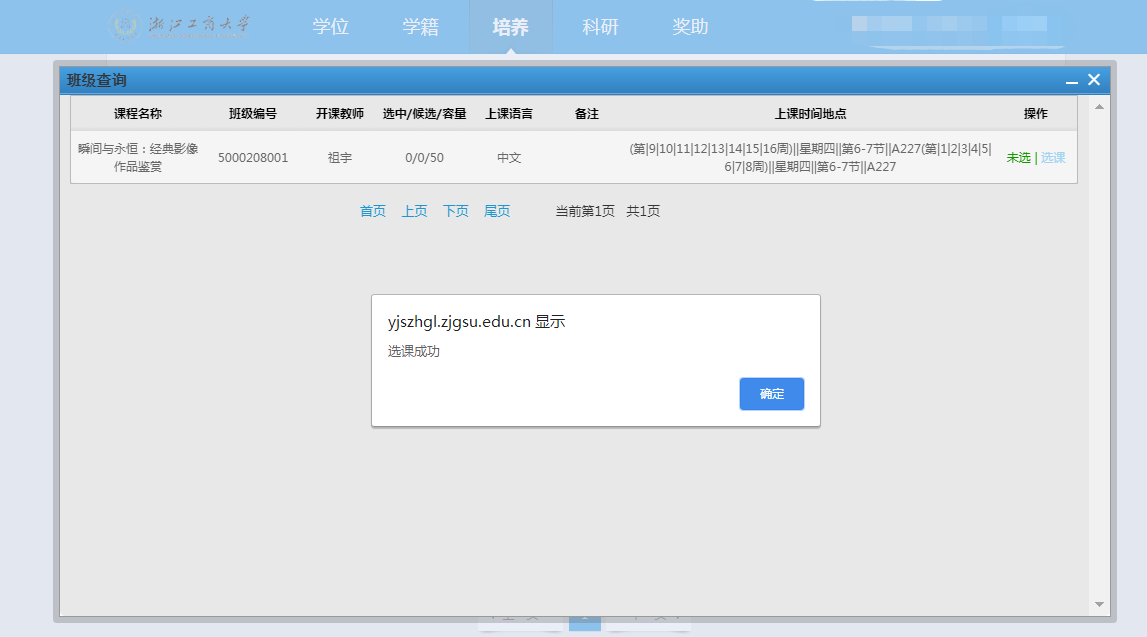 浙江工商大学
学位 学籍 培养 科研 奖助
班级查询
课程名称 班级编号 开课教师 选中/候选/容量 上课语言 备注 上课时间地点 操作
瞬间与永恒：经典影像 (第|9|10|11|12|13|14|15|16周)||星期四||第6-7节||A227(第|1|2|3|4|5|
5000208001 祖宇 0/0/50 中文 未选 | 选课
作品鉴赏 6|7|8周)||星期四||第6-7节||A227
首页 上页 下页 尾页 当前第1页 共1页
yjszhgl.zjgsu.edu.cn 显示
选课成功
确定